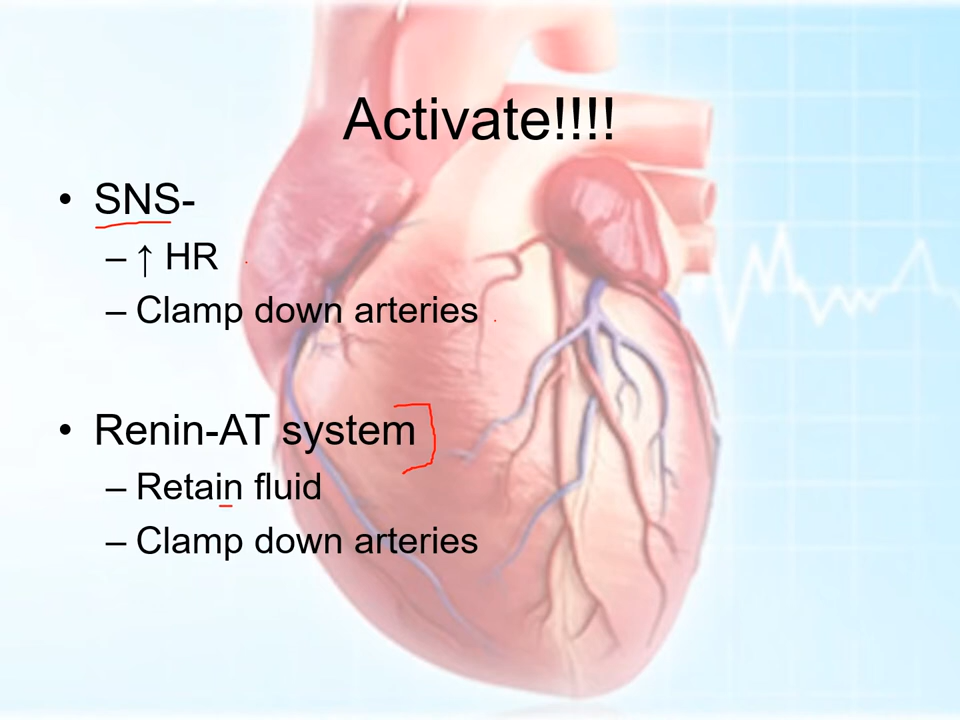 Activate!!!!
• SNS-
– ↑ HR
– Clamp down arteries
• Renin-AT system
– Retain fluid
– Clamp down arteries